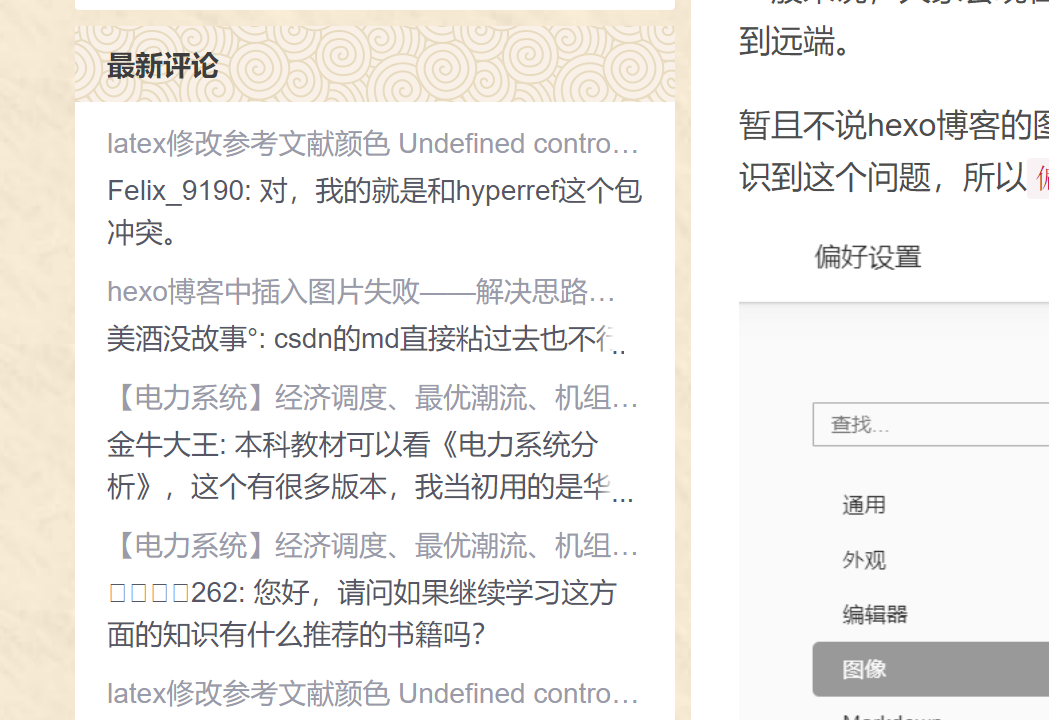 最新评论
latex修改参考文献颜色 Undefined contro…
Felix_9190: 对，我的就是和hyperref这个包
冲突。
hexo博客中插入图片失败——解决思路…
美酒没故事°: csdn的md直接粘过去也不行...
【电力系统】经济调度、最优潮流、机组…
金牛大王: 本科教材可以看《电力系统分
析》，这个有很多版本，我当初用的是华...
【电力系统】经济调度、最优潮流、机组…
262: 您好，请问如果继续学习这方
面的知识有什么推荐的书籍吗？
latex修改参考文献颜色 Undefined contro…
到远端。
暂且不说hexo博客的图
识到这个问题，所以偏
偏好设置
查找...
通用
外观
编辑器
图像
Markdown